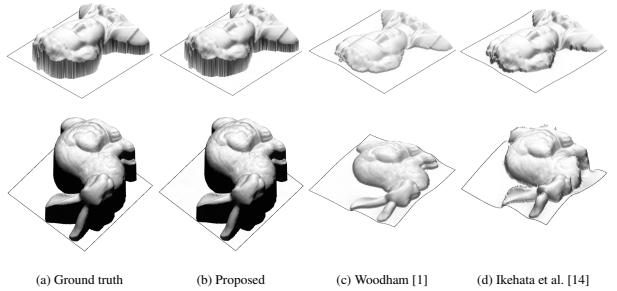 (a) Ground truth
(b) Proposed
(c) Woodham [1]
(d) Ikehata et al. [14]